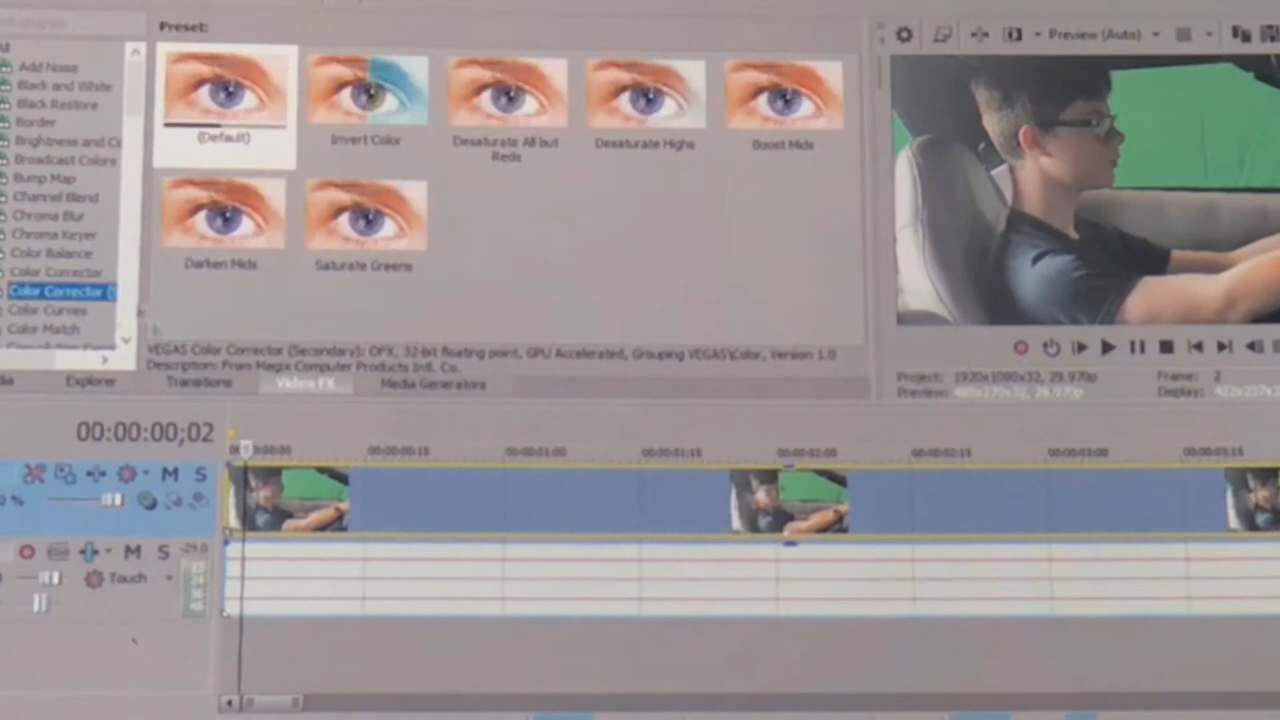 Preset:
Preview (Auto)
Add Noise
Black and White
Black Restore
Border
Brightness and Co
Broadcast Colors
Bump Map
Channel Blend
Chroma Blur
Chroma Keyer
Color Balance
Color Corrector
Color Corrector (
Color Curves
Color Match
(Default)
Invert Color
Desaturate All but
Reds
Desaturate Highs
Boost Mids
Darken Mids
Saturate Greens
VEGAS Color Corrector (Secondary): OFX, 32-bit floating point, GPU Accelerated, Grouping VEGAS\Color, Version 1.0
Description: From Magix Computer Products Intl. Co.
Explorer
Transitions
Video FX
Media Generators
Project: 1920x1080x32, 29.970p
Frame: 2
Preview: 480x270x32, 29.970p
Display:
00:00:00;02
00:00:00:15
00:00:01:00
00:00:01:15
00:00:02:00
00:00:02:15
00:00:03:00
00:00:03:15
M S
%
M S
Touch